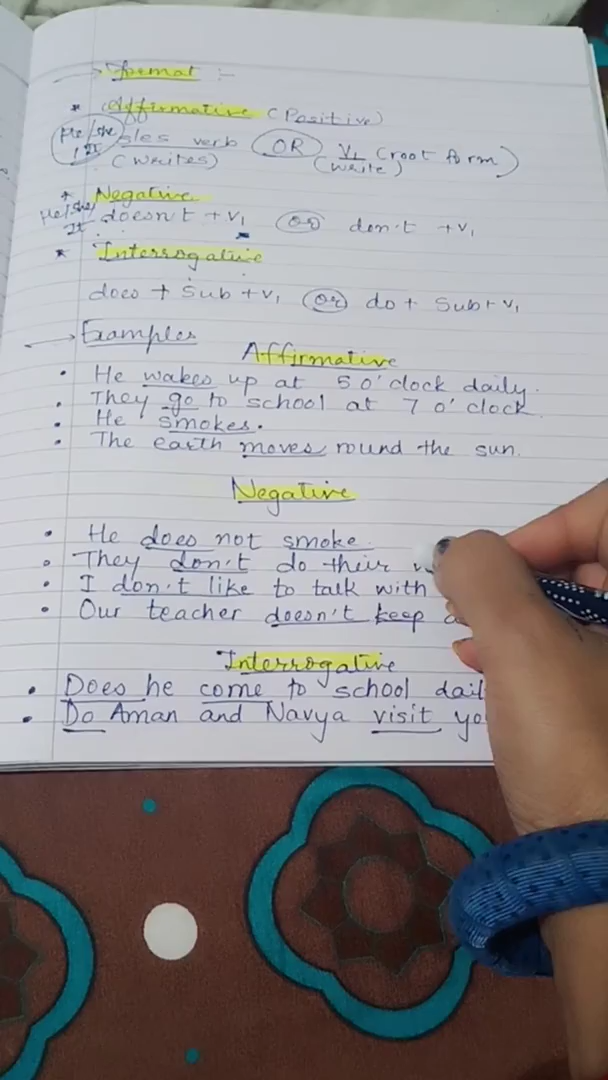 → Format :-
* Affirmative (Positive)
He/she/It s/es verb OR V1 (root form)
(Writes) (Write)
* Negative
He/she/It doesn't + V1 OR don't + V1
* Interrogative
does + Sub + V1 OR do + Sub + V1
→ Examples
Affirmative
• He wakes up at 5 o'clock daily.
• They go to school at 7 o'clock
• He smokes.
• The earth moves round the sun.
Negative
• He does not smoke.
• They don't do their
• I don't like to talk with
• Our teacher doesn't keep
Interrogative
• Does he come to school
• Do Aman and Navya visit